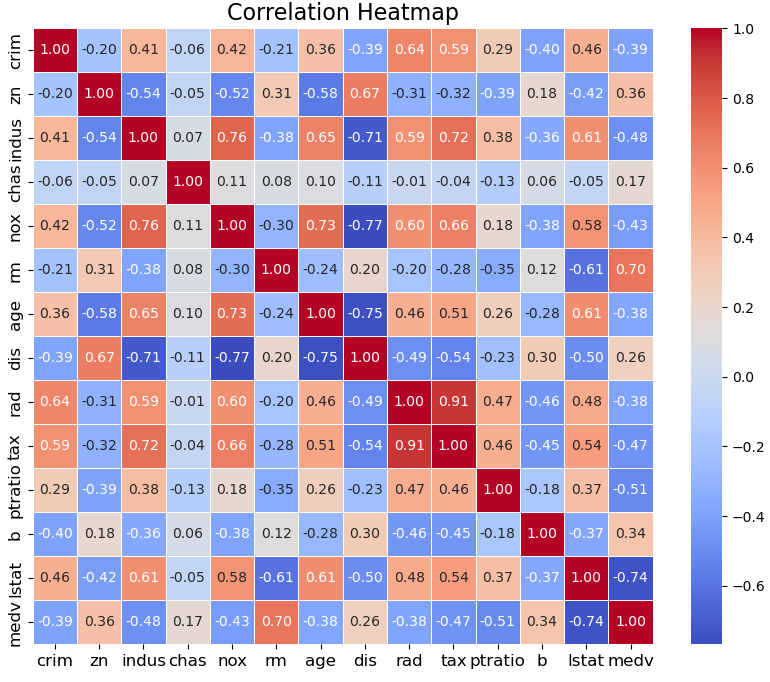 Correlation Heatmap
crim 1.00 -0.20 0.41 -0.06 0.42 -0.21 0.36 -0.39 0.64 0.59 0.29 -0.40 0.46 -0.39
zn -0.20 1.00 -0.54 -0.05 -0.52 0.31 -0.58 0.67 -0.31 -0.32 -0.39 0.18 -0.42 0.36
indus 0.41 -0.54 1.00 0.07 0.76 -0.38 0.65 -0.71 0.59 0.72 0.38 -0.36 0.61 -0.48
chas -0.06 -0.05 0.07 1.00 0.11 0.08 0.10 -0.11 -0.01 -0.04 -0.13 0.06 -0.05 0.17
nox 0.42 -0.52 0.76 0.11 1.00 -0.30 0.73 -0.77 0.60 0.66 0.18 -0.38 0.58 -0.43
rm -0.21 0.31 -0.38 0.08 -0.30 1.00 -0.24 0.20 -0.20 -0.28 -0.35 0.12 -0.61 0.70
age 0.36 -0.58 0.65 0.10 0.73 -0.24 1.00 -0.75 0.46 0.51 0.26 -0.28 0.61 -0.38
dis -0.39 0.67 -0.71 -0.11 -0.77 0.20 -0.75 1.00 -0.49 -0.54 -0.23 0.30 -0.50 0.26
rad 0.64 -0.31 0.59 -0.01 0.60 -0.20 0.46 -0.49 1.00 0.91 0.47 -0.46 0.48 -0.38
tax 0.59 -0.32 0.72 -0.04 0.66 -0.28 0.51 -0.54 0.91 1.00 0.46 -0.45 0.54 -0.47
ptratio 0.29 -0.39 0.38 -0.13 0.18 -0.35 0.26 -0.23 0.47 0.46 1.00 -0.18 0.37 -0.51
b -0.40 0.18 -0.36 0.06 -0.38 0.12 -0.28 0.30 -0.46 -0.45 -0.18 1.00 -0.37 0.34
lstat 0.46 -0.42 0.61 -0.05 0.58 -0.61 0.61 -0.50 0.48 0.54 0.37 -0.37 1.00 -0.74
medv -0.39 0.36 -0.48 0.17 -0.43 0.70 -0.38 0.26 -0.38 -0.47 -0.51 0.34 -0.74 1.00
crim zn indus chas nox rm age dis rad tax ptratio b lstat medv
1.0
0.8
0.6
0.4
0.2
0.0
−0.2
−0.4
−0.6